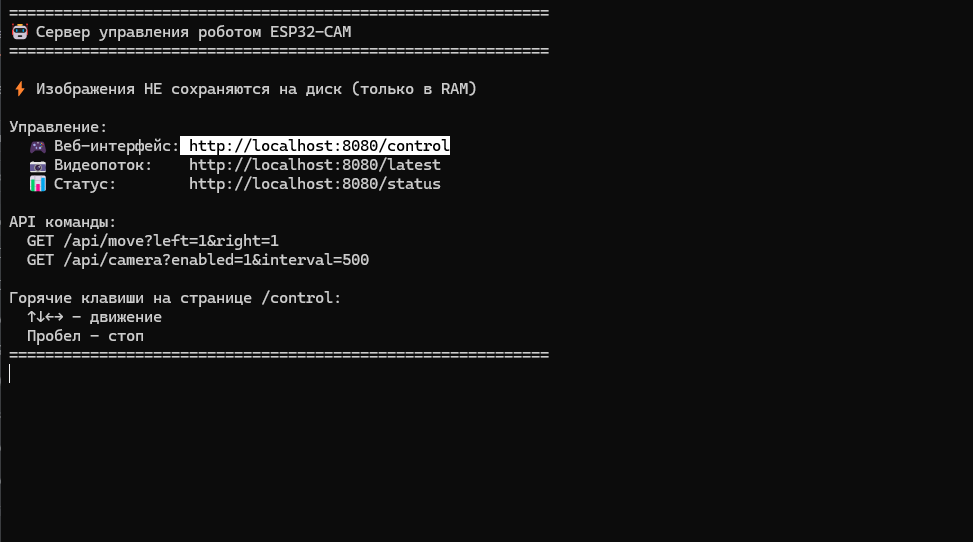 ============================================================
🤖 Сервер управления роботом ESP32-CAM
============================================================
⚡ Изображения НЕ сохраняются на диск (только в RAM)
Управление:
🎮 Веб-интерфейс: http://localhost:8080/control
📷 Видеопоток: http://localhost:8080/latest
📊 Статус: http://localhost:8080/status
API команды:
GET /api/move?left=1&right=1
GET /api/camera?enabled=1&interval=500
Горячие клавиши на странице /control:
↑↓←→ - движение
Пробел - стоп
============================================================